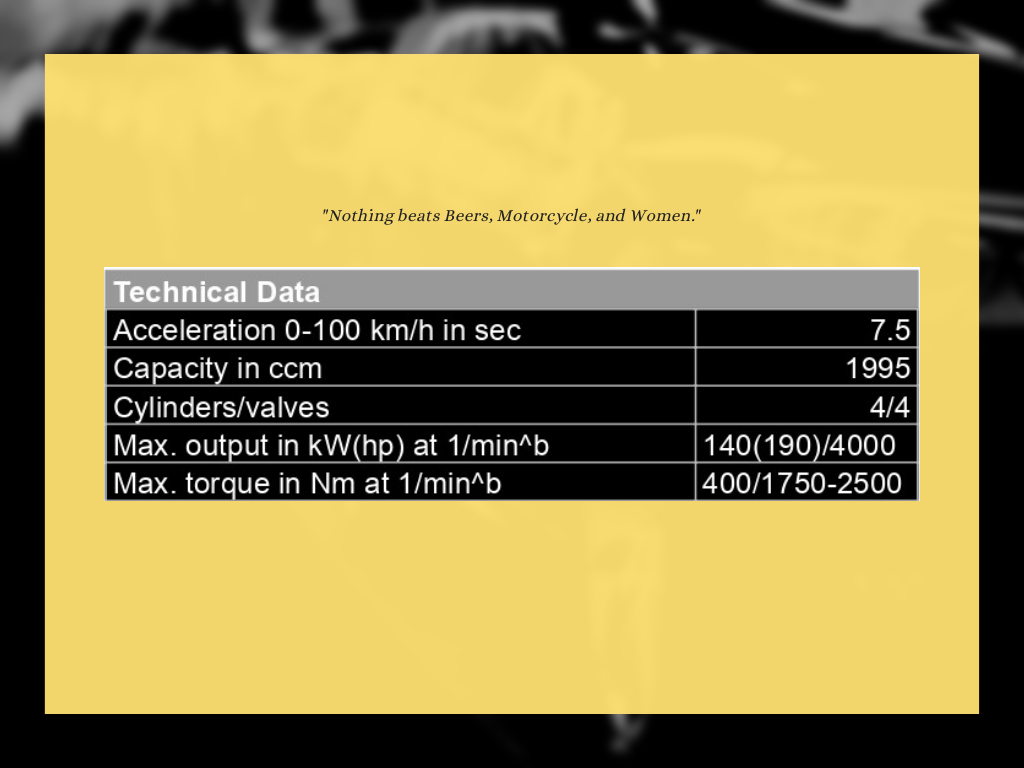 "Nothing beats Beers, Motorcycle, and Women."
Technical Data
Acceleration 0-100 km/h in sec 7.5
Capacity in ccm 1995
Cylinders/valves 4/4
Max. output in kW(hp) at 1/min^b 140(190)/4000
Max. torque in Nm at 1/min^b 400/1750-2500